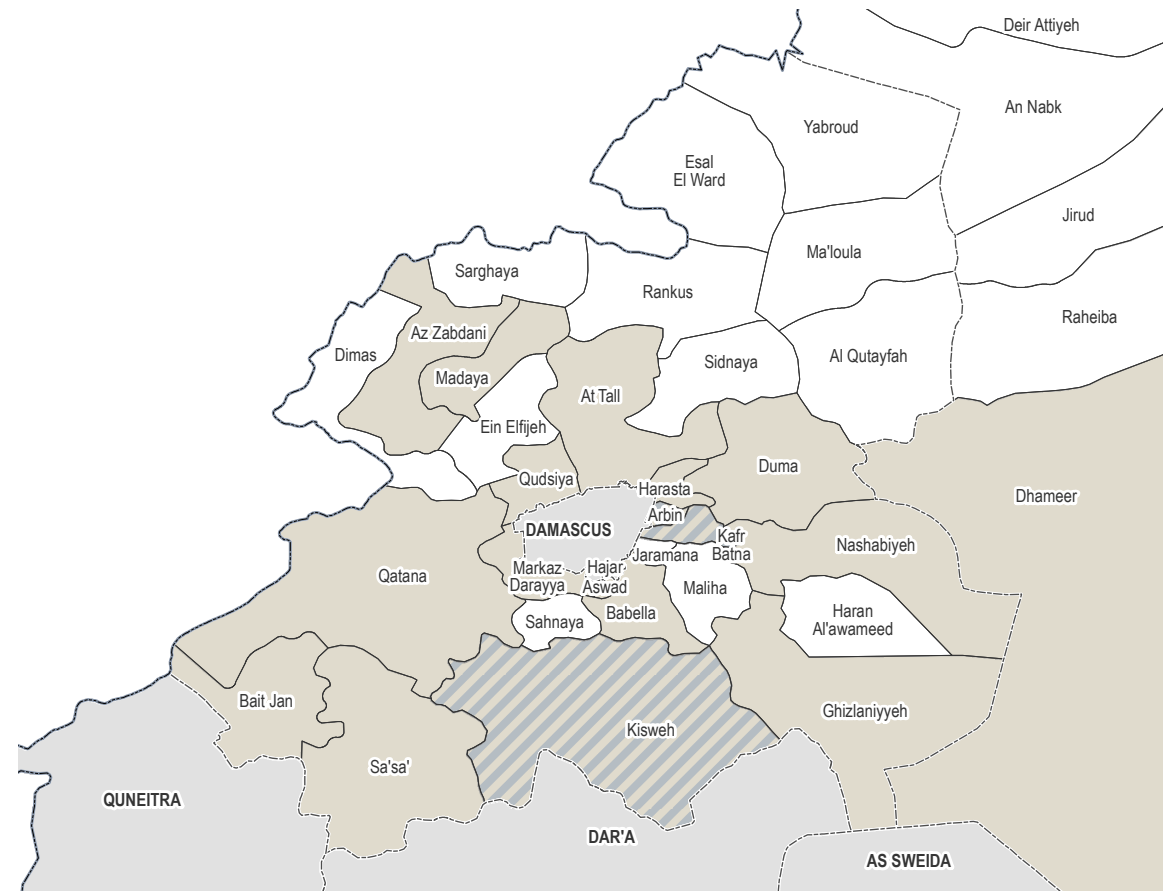 Deir Attiyeh
An Nabk
Yabroud
Esal
El Ward
Jirud
Ma'loula
Sarghaya
Rankus
Raheiba
Az Zabdani
Dimas
Al Qutayfah
Sidnaya
Madaya
At Tall
Ein Elfijeh
Duma
Qudsiya
Harasta
Dhameer
Arbin
DAMASCUS
Kafr
Batna
Nashabiyeh
Jaramana
Qatana
Markaz
Darayya
Hajar
Aswad
Maliha
Babella
Haran
Al'awameed
Sahnaya
Bait Jan
Ghizlaniyyeh
Kisweh
Sa'sa'
QUNEITRA
DAR'A
AS SWEIDA